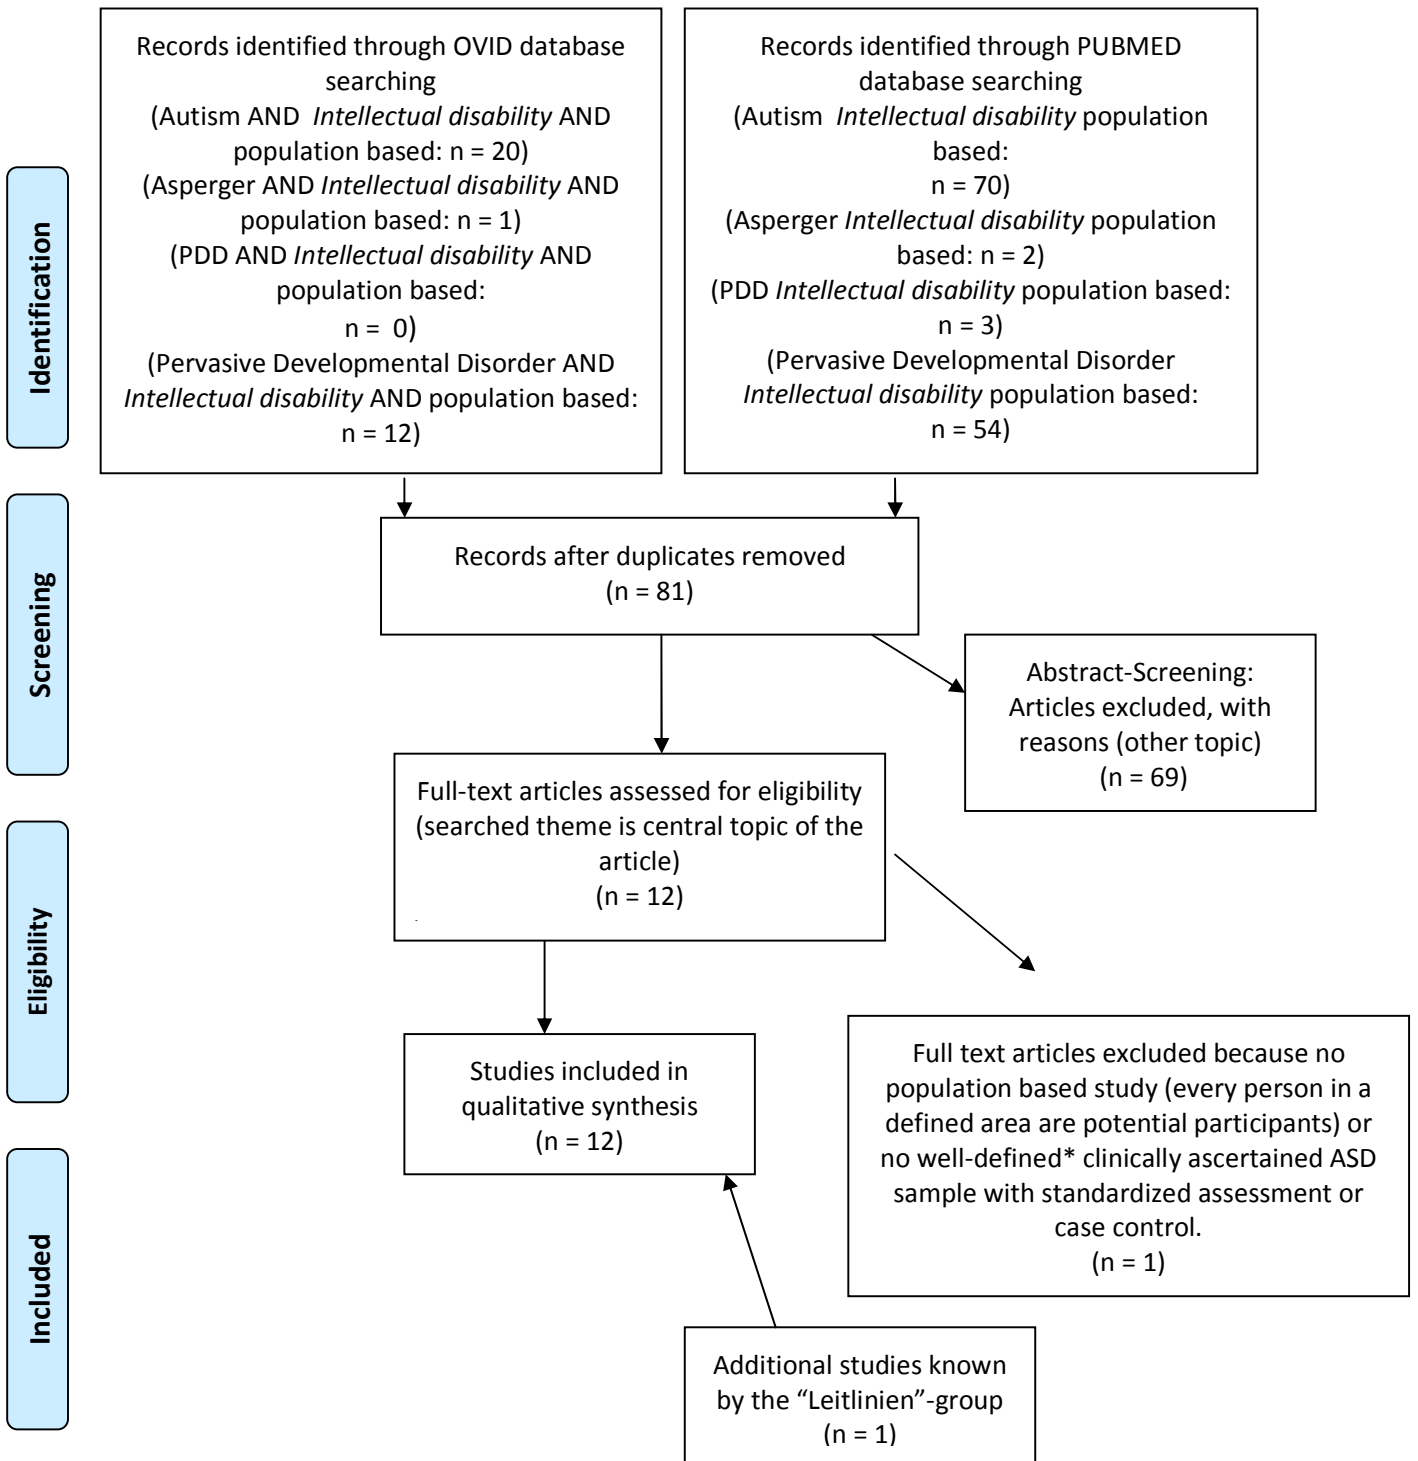 Records identified through OVID database
searching
(Autism AND Intellectual disability AND
population based: n = 20)
(Asperger AND Intellectual disability AND
population based: n = 1)
(PDD AND Intellectual disability AND
population based:
n = 0)
(Pervasive Developmental Disorder AND
Intellectual disability AND population based:
n = 12)
Records identified through PUBMED
database searching
(Autism Intellectual disability population
based:
n = 70)
(Asperger Intellectual disability population
based: n = 2)
(PDD Intellectual disability population based:
n = 3)
(Pervasive Developmental Disorder
Intellectual disability population based:
n = 54)
Identification
Screening
Records after duplicates removed
(n = 81)
Abstract-Screening:
Articles excluded, with
reasons (other topic)
(n = 69)
Eligibility
Full-text articles assessed for eligibility
(searched theme is central topic of the
article)
(n = 12)
Studies included in
qualitative synthesis
(n = 12)
Full text articles excluded because no
population based study (every person in a
defined area are potential participants) or
no well-defined* clinically ascertained ASD
sample with standardized assessment or
case control.
(n = 1)
Included
Additional studies known
by the “Leitlinien”-group
(n = 1)